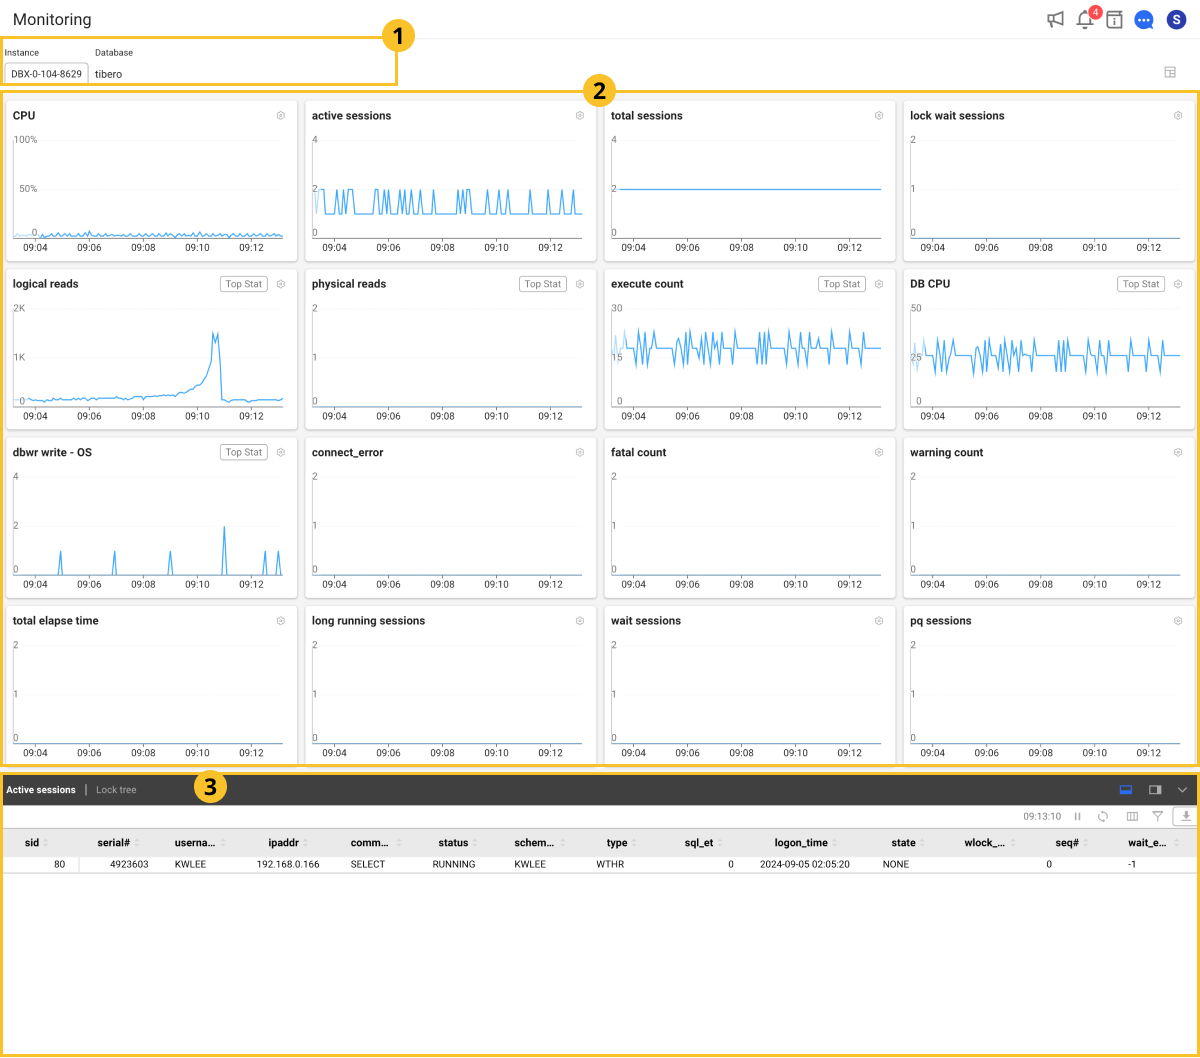 Monitoring
4
S
1
Instance Database
DBX-0-104-8629 tibero
2
CPU
100%
50%
0
09:04 09:06 09:08 09:10 09:12
active sessions
4
2
0
09:04 09:06 09:08 09:10 09:12
total sessions
4
2
0
09:04 09:06 09:08 09:10 09:12
lock wait sessions
2
1
0
09:04 09:06 09:08 09:10 09:12
logical reads Top Stat
2K
1K
0
09:04 09:06 09:08 09:10 09:12
physical reads Top Stat
2
1
0
09:04 09:06 09:08 09:10 09:12
execute count Top Stat
30
15
0
09:04 09:06 09:08 09:10 09:12
DB CPU Top Stat
50
25
0
09:04 09:06 09:08 09:10 09:12
dbwr write - OS Top Stat
4
2
0
09:04 09:06 09:08 09:10 09:12
connect_error
2
1
0
09:04 09:06 09:08 09:10 09:12
fatal count
2
1
0
09:04 09:06 09:08 09:10 09:12
warning count
2
1
0
09:04 09:06 09:08 09:10 09:12
total elapse time
2
1
0
09:04 09:06 09:08 09:10 09:12
long running sessions
2
1
0
09:04 09:06 09:08 09:10 09:12
wait sessions
2
1
0
09:04 09:06 09:08 09:10 09:12
pq sessions
2
1
0
09:04 09:06 09:08 09:10 09:12
Active sessions | Lock tree
3
09:13:10
sid serial# userna... ipaddr comm... status schem... type sql_et logon_time state wlock_... seq# wait_e...
80 4923603 KWLEE 192.168.0.166 SELECT RUNNING KWLEE WTHR 0 2024-09-05 02:05:20 NONE 0 -1